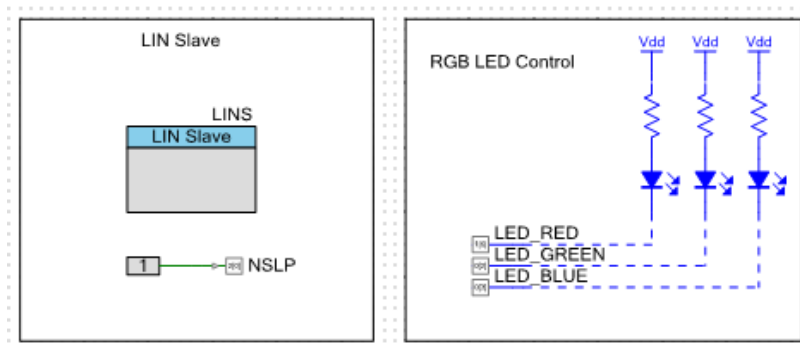 LIN Slave
LINS
LIN Slave
1
NSLP
RGB LED Control
Vdd Vdd Vdd
LED_RED
LED_GREEN
LED_BLUE